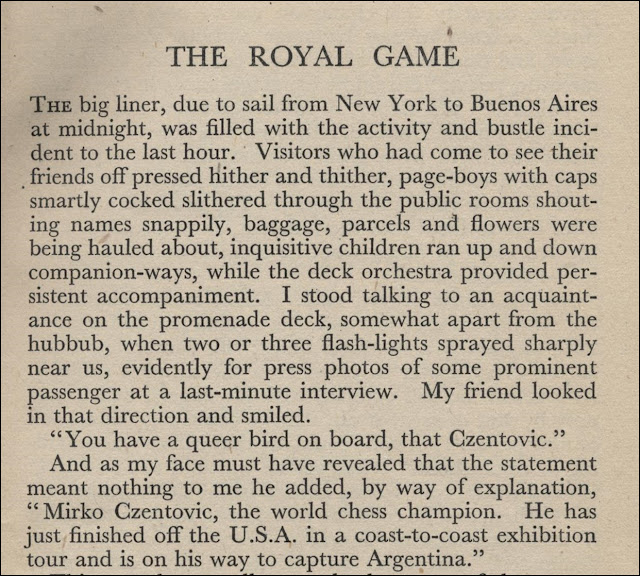 THE ROYAL GAME
THE big liner, due to sail from New York to Buenos Aires
at midnight, was filled with the activity and bustle inci-
dent to the last hour. Visitors who had come to see their
friends off pressed hither and thither, page-boys with caps
smartly cocked slithered through the public rooms shout-
ing names snappily, baggage, parcels and flowers were
being hauled about, inquisitive children ran up and down
companion-ways, while the deck orchestra provided per-
sistent accompaniment. I stood talking to an acquaint-
ance on the promenade deck, somewhat apart from the
hubbub, when two or three flash-lights sprayed sharply
near us, evidently for press photos of some prominent
passenger at a last-minute interview. My friend looked
in that direction and smiled.
"You have a queer bird on board, that Czentovic."
And as my face must have revealed that the statement
meant nothing to me he added, by way of explanation,
"Mirko Czentovic, the world chess champion. He has
just finished off the U.S.A. in a coast-to-coast exhibition
tour and is on his way to capture Argentina."